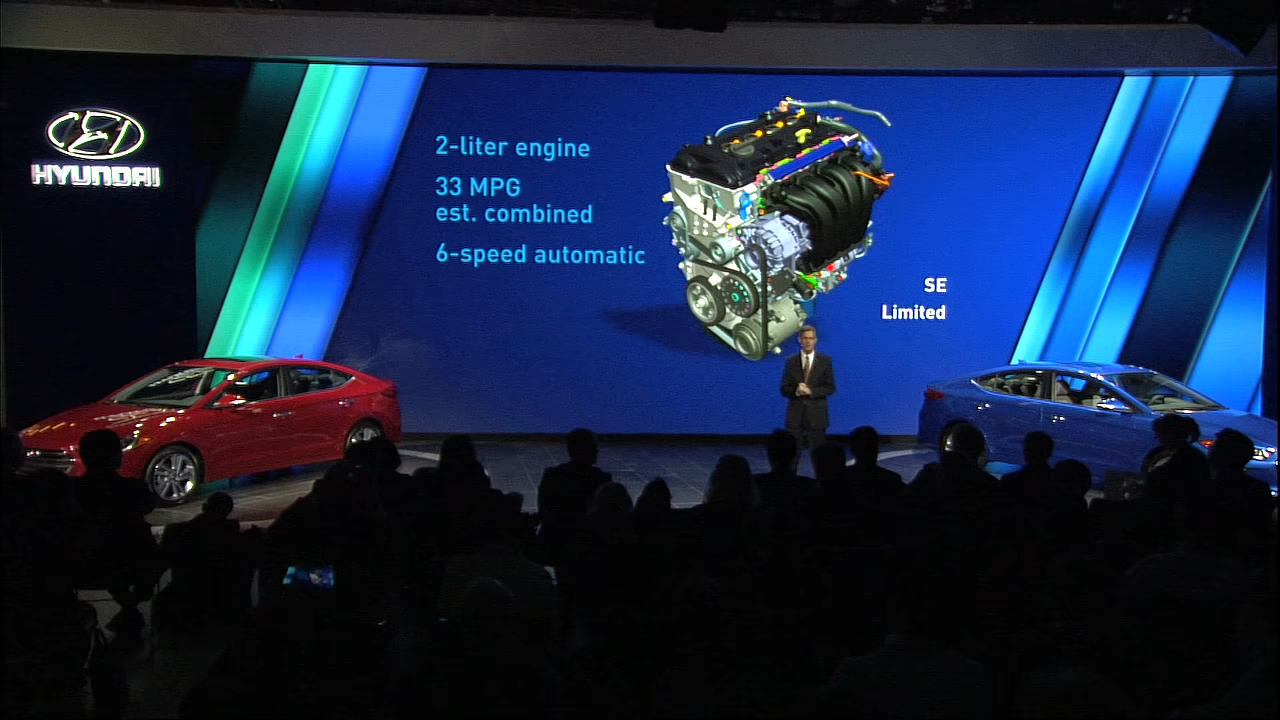 HYUNDAI
2-liter engine
33 MPG
est. combined
6-speed automatic
SE
Limited